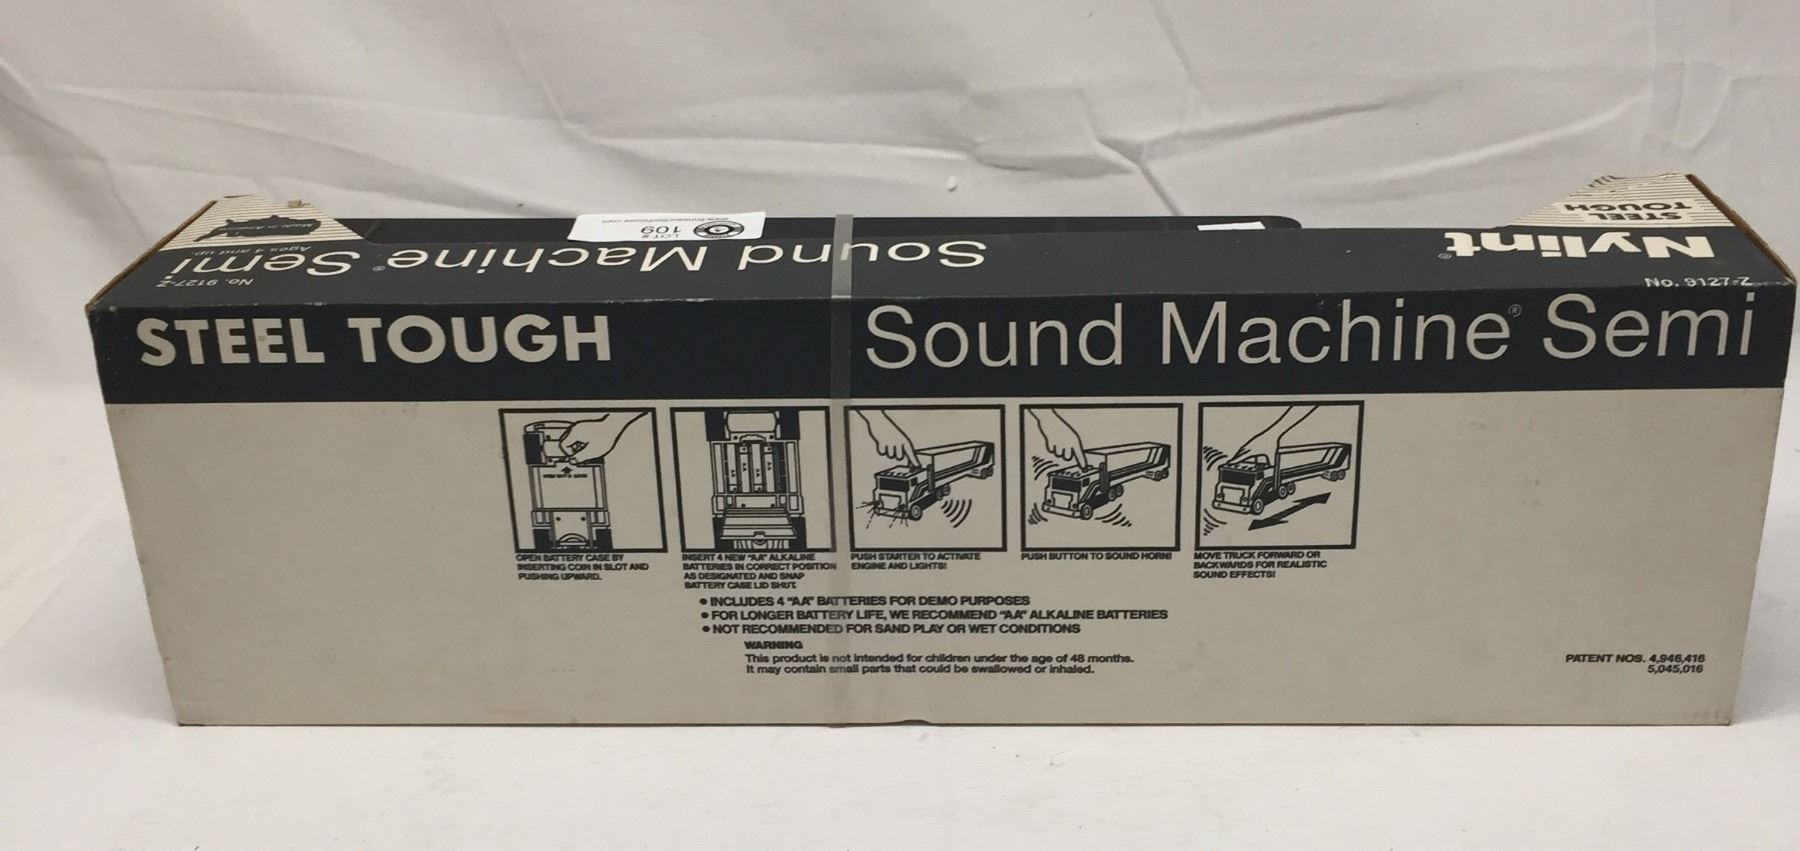 STEEL TOUGH
Made in America
LOT #
109
www.brneauctionhouse.com
Ages 4 and up.
Sound Machine® Semi
No. 9127-Z
Nylint®
No. 9127-Z
STEEL TOUGH
Sound Machine® Semi
OPEN BATTERY CASE BY
INSERTING COIN IN SLOT AND
PUSHING UPWARD.
INSERT 4 NEW "AA" ALKALINE
BATTERIES IN CORRECT POSITION
AS DESIGNATED AND SNAP
BATTERY CASE LID SHUT.
PUSH STARTER TO ACTIVATE
ENGINE AND LIGHTS!
PUSH BUTTON TO SOUND HORN!
MOVE TRUCK FORWARD OR
BACKWARDS FOR REALISTIC
SOUND EFFECTS!
• INCLUDES 4 "AA" BATTERIES FOR DEMO PURPOSES
• FOR LONGER BATTERY LIFE, WE RECOMMEND "AA" ALKALINE BATTERIES
• NOT RECOMMENDED FOR SAND PLAY OR WET CONDITIONS
WARNING
This product is not intended for children under the age of 48 months.
It may contain small parts that could be swallowed or inhaled.
PATENT NOS. 4,946,416
5,045,016